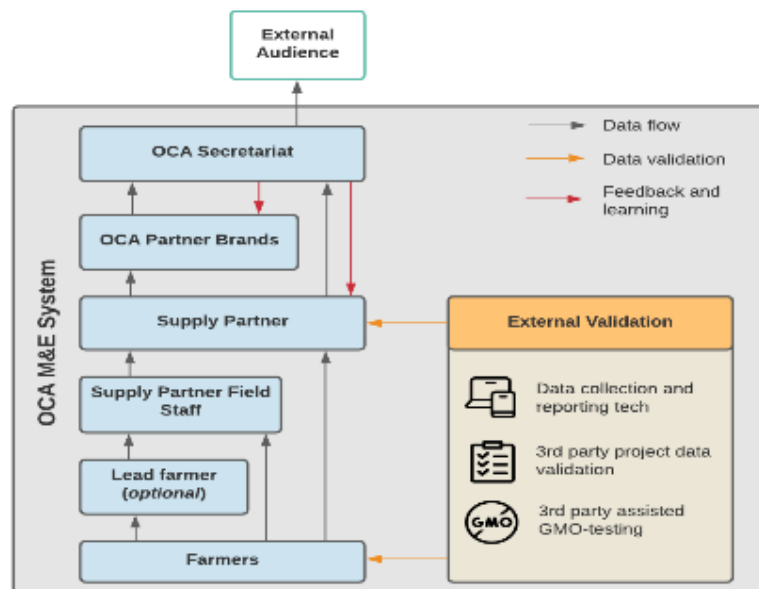 External
Audience
OCA Secretariat
Data flow
Data validation
Feedback and
learning
OCA Partner Brands
OCA M&E System
Supply Partner
External Validation
Supply Partner Field
Staff
Data collection and
reporting tech
Lead farmer
(optional)
3rd party project data
validation
GMO
3rd party assisted
GMO-testing
Farmers